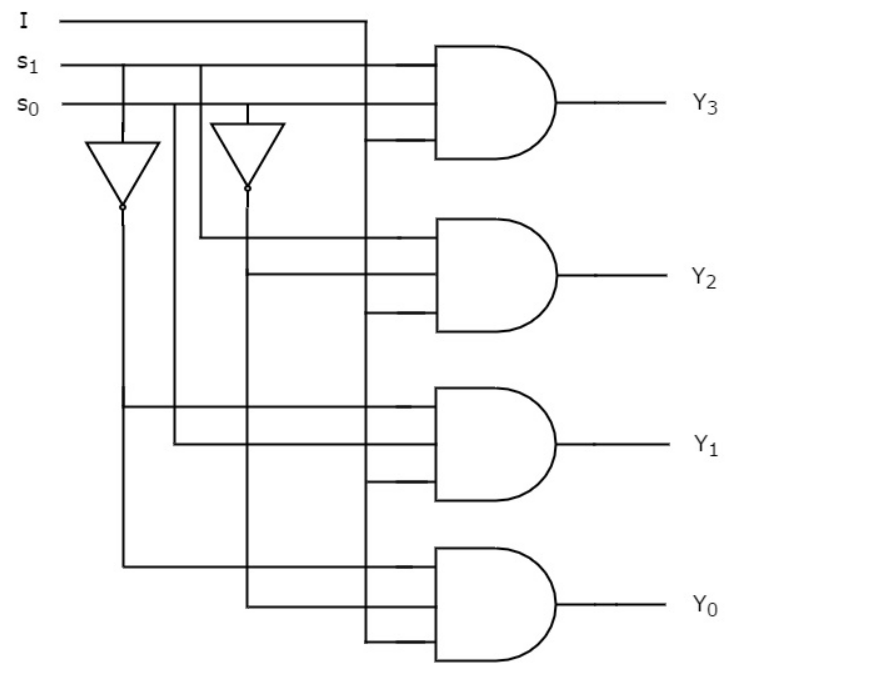 I
s₁
s₀
Y₃
Y₂
Y₁
Y₀